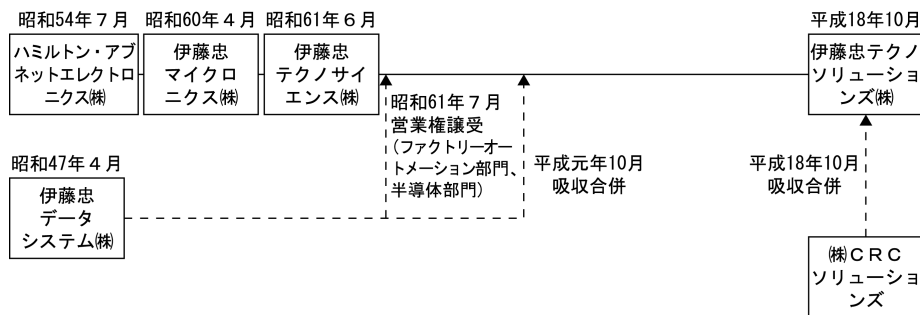 昭和54年7月
ハミルトン・アブ
ネットエレクトロ
ニクス㈱
昭和60年4月
伊藤忠
マイクロ
ニクス㈱
昭和61年6月
伊藤忠
テクノサイ
エンス㈱
平成18年10月
伊藤忠テクノ
ソリューショ
ンズ㈱
昭和61年7月
営業権譲受
(ファクトリーオー
トメーション部門、
半導体部門)
平成元年10月
吸収合併
平成18年10月
吸収合併
昭和47年4月
伊藤忠
データ
システム㈱
㈱CRC
ソリューショ
ンズ